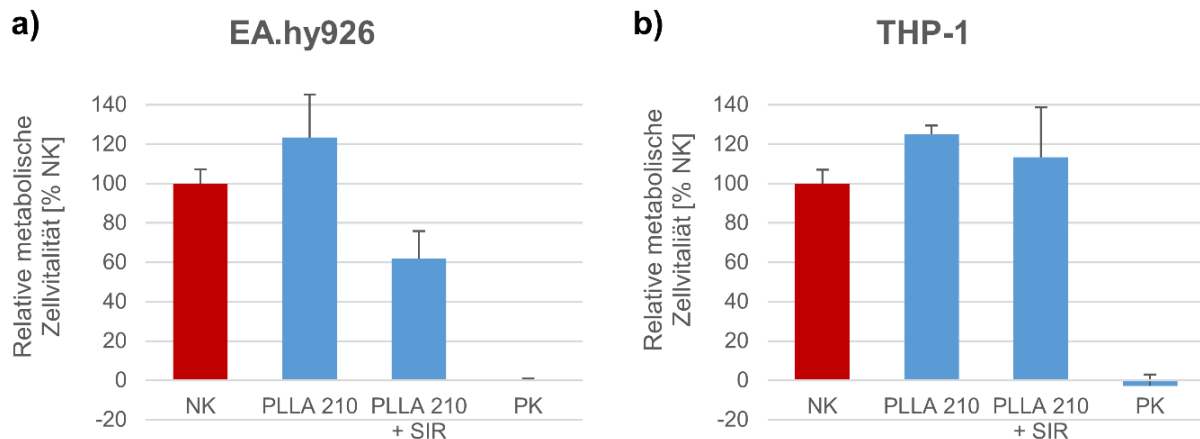 a)
EA.hy926
Relative metabolische
Zellvitalität [% NK]
140
120
100
80
60
40
20
0
-20
NK
PLLA 210
PLLA 210
+ SIR
PK
b)
THP-1
Relative metabolische
Zellvitaliät [% NK]
140
120
100
80
60
40
20
0
-20
NK
PLLA 210
PLLA 210
+ SIR
PK